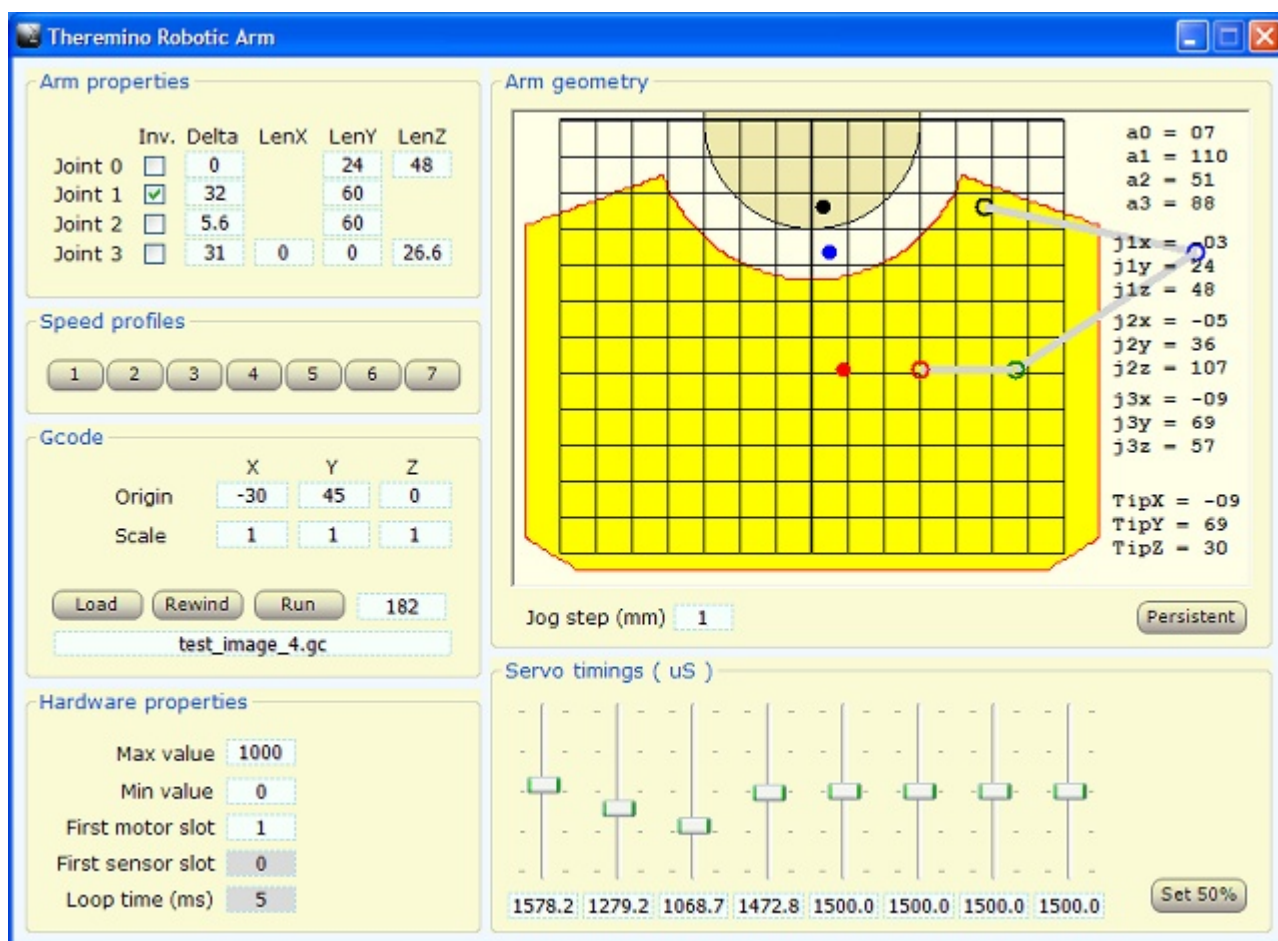 Theremino Robotic Arm
Arm properties
Inv. Delta LenX LenY LenZ
Joint 0 0 24 48
Joint 1 32 60
Joint 2 5.6 60
Joint 3 31 0 0 26.6
Speed profiles
1 2 3 4 5 6 7
Gcode
X Y Z
Origin -30 45 0
Scale 1 1 1
Load Rewind Run 182
test_image_4.gc
Hardware properties
Max value 1000
Min value 0
First motor slot 1
First sensor slot 0
Loop time (ms) 5
Arm geometry
a0 = 07
a1 = 110
a2 = 51
a3 = 88
j1x = -03
j1y = 24
j1z = 48
j2x = -05
j2y = 36
j2z = 107
j3x = -09
j3y = 69
j3z = 57
TipX = -09
TipY = 69
TipZ = 30
Jog step (mm) 1
Persistent
Servo timings ( uS )
1578.2 1279.2 1068.7 1472.8 1500.0 1500.0 1500.0 1500.0
Set 50%